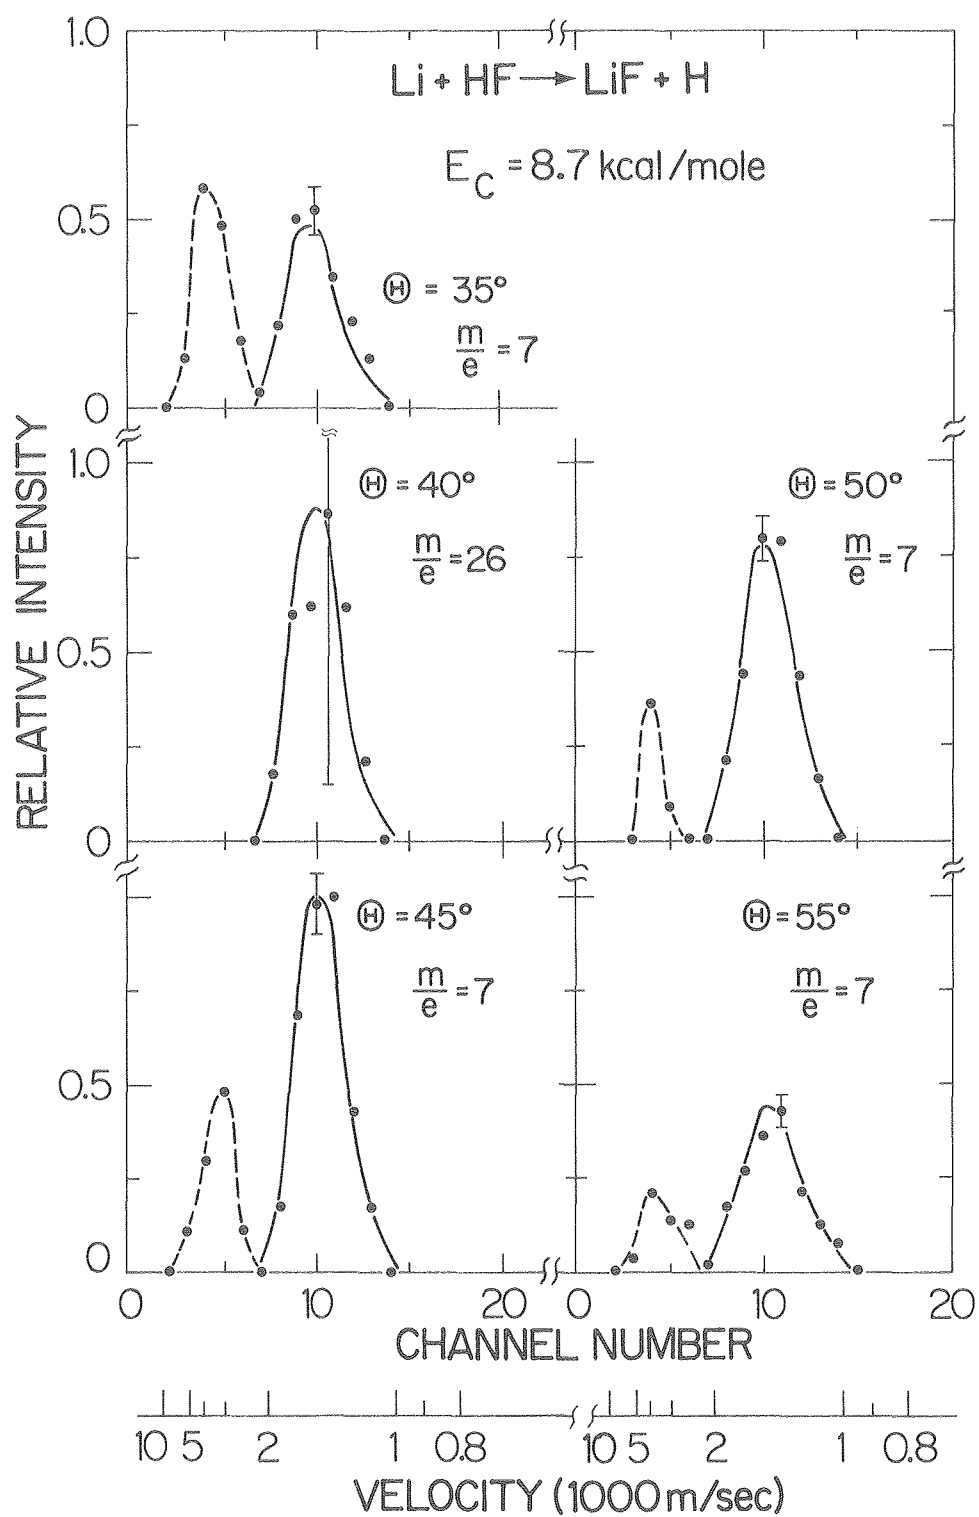 1.0
Li + HF → LiF + H
E_C = 8.7 kcal/mole
0.5
Ⓗ = 35°
m/e = 7
0
RELATIVE INTENSITY
1.0
Ⓗ = 40°
m/e = 26
Ⓗ = 50°
m/e = 7
0.5
0
Ⓗ = 45°
m/e = 7
Ⓗ = 55°
m/e = 7
0.5
0
0 10 20 0 10 20
CHANNEL NUMBER
10 5 2 1 0.8 10 5 2 1 0.8
VELOCITY (1000 m/sec)